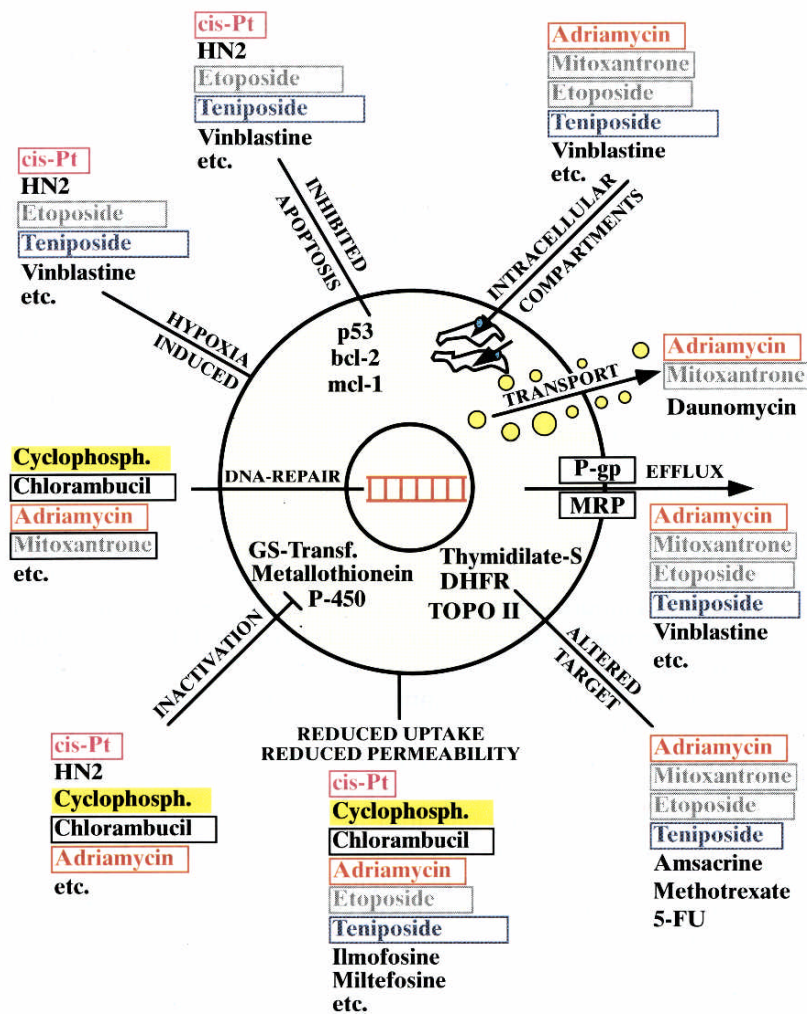 cis-Pt
HN2
Etoposide
Teniposide
Vinblastine
etc.
INHIBITED
APOPTOSIS
Adriamycin
Mitoxantrone
Etoposide
Teniposide
Vinblastine
etc.
INTRACELLULAR
COMPARTMENTS
cis-Pt
HN2
Etoposide
Teniposide
Vinblastine
etc.
HYPOXIA
INDUCED
p53
bcl-2
mcl-1
TRANSPORT
Adriamycin
Mitoxantrone
Daunomycin
Cyclophosph.
Chlorambucil
Adriamycin
Mitoxantrone
etc.
DNA-REPAIR
P-gp
MRP
EFFLUX
Adriamycin
Mitoxantrone
Etoposide
Teniposide
Vinblastine
etc.
GS-Transf.
Metallothionein
P-450
Thymidilate-S
DHFR
TOPO II
INACTIVATION
cis-Pt
HN2
Cyclophosph.
Chlorambucil
Adriamycin
etc.
REDUCED UPTAKE
REDUCED PERMEABILITY
cis-Pt
Cyclophosph.
Chlorambucil
Adriamycin
Etoposide
Teniposide
Ilmofosine
Miltefosine
etc.
ALTERED
TARGET
Adriamycin
Mitoxantrone
Etoposide
Teniposide
Amsacrine
Methotrexate
5-FU